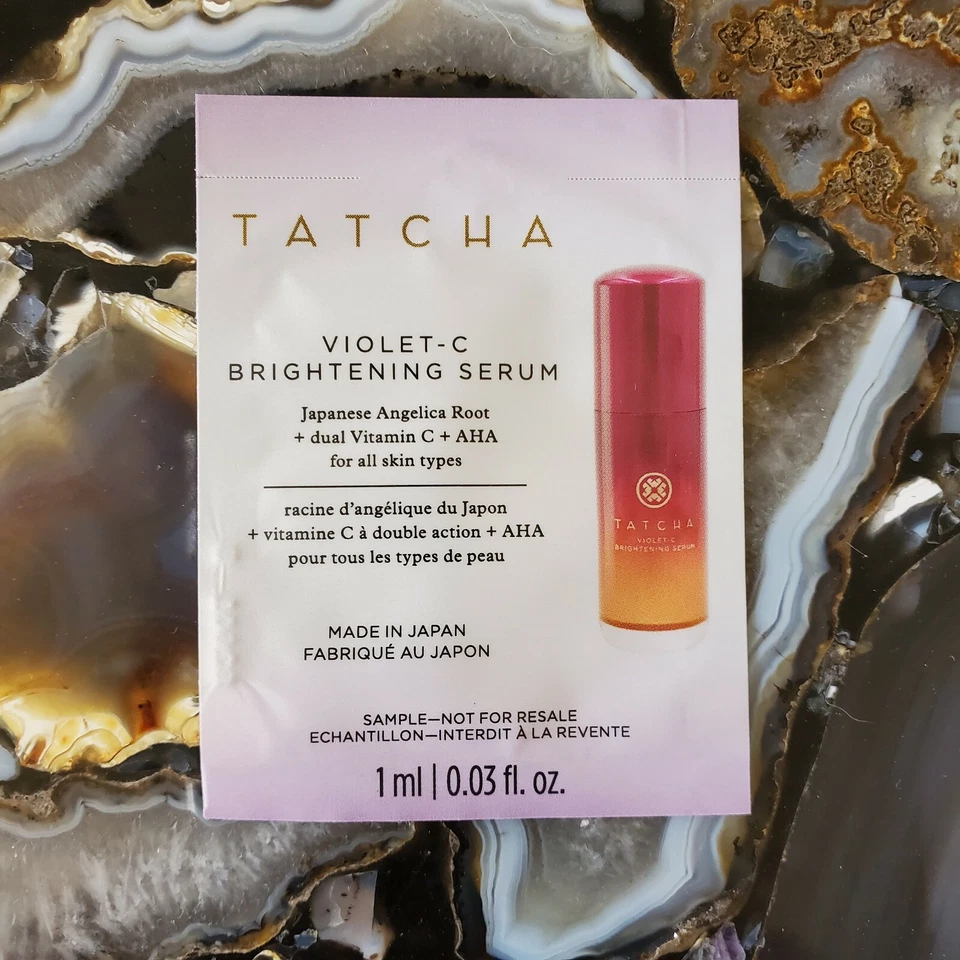 TATCHA
VIOLET-C
BRIGHTENING SERUM
Japanese Angelica Root
+ dual Vitamin C + AHA
for all skin types
racine d'angélique du Japon
+ vitamine C à double action + AHA
pour tous les types de peau
MADE IN JAPAN
FABRIQUÉ AU JAPON
SAMPLE—NOT FOR RESALE
ECHANTILLON—INTERDIT À LA REVENTE
1 ml | 0.03 fl. oz.
TATCHA
VIOLET-C
BRIGHTENING SERUM